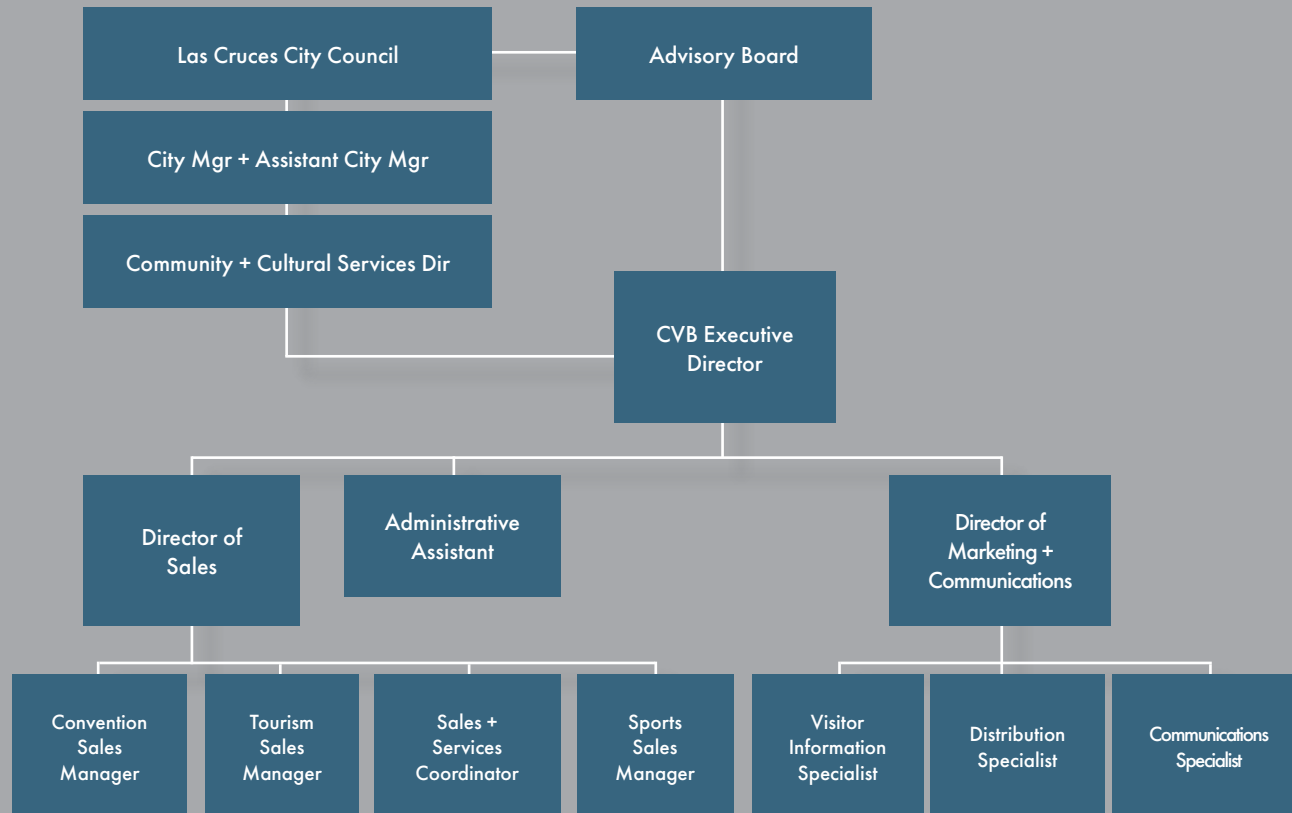 Las Cruces City Council
Advisory Board
City Mgr + Assistant City Mgr
Community + Cultural Services Dir
CVB Executive
Director
Director of
Sales
Administrative
Assistant
Director of
Marketing +
Communications
Convention
Sales
Manager
Tourism
Sales
Manager
Sales +
Services
Coordinator
Sports
Sales
Manager
Visitor
Information
Specialist
Distribution
Specialist
Communications
Specialist